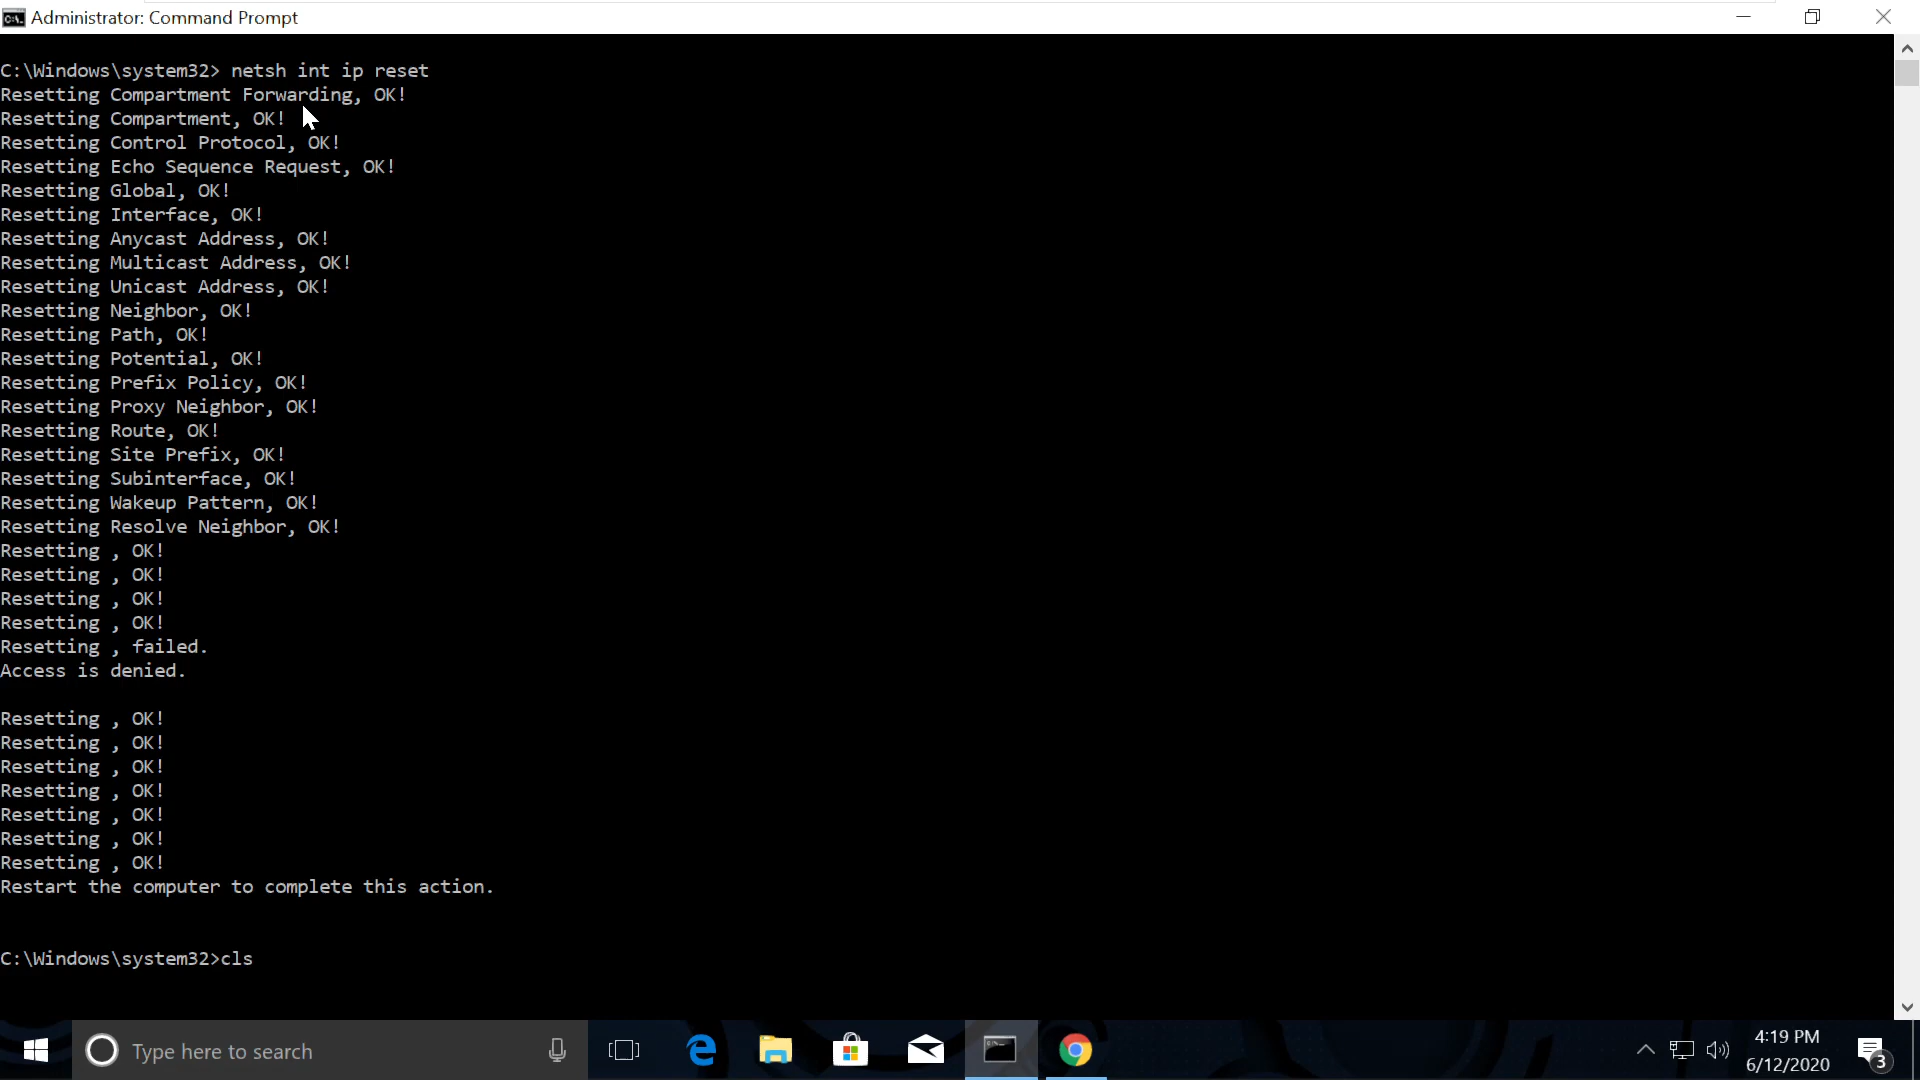 Administrator: Command Prompt
C:\Windows\system32> netsh int ip reset
Resetting Compartment Forwarding, OK!
Resetting Compartment, OK!
Resetting Control Protocol, OK!
Resetting Echo Sequence Request, OK!
Resetting Global, OK!
Resetting Interface, OK!
Resetting Anycast Address, OK!
Resetting Multicast Address, OK!
Resetting Unicast Address, OK!
Resetting Neighbor, OK!
Resetting Path, OK!
Resetting Potential, OK!
Resetting Prefix Policy, OK!
Resetting Proxy Neighbor, OK!
Resetting Route, OK!
Resetting Site Prefix, OK!
Resetting Subinterface, OK!
Resetting Wakeup Pattern, OK!
Resetting Resolve Neighbor, OK!
Resetting , OK!
Resetting , OK!
Resetting , OK!
Resetting , OK!
Resetting , failed.
Access is denied.
Resetting , OK!
Resetting , OK!
Resetting , OK!
Resetting , OK!
Resetting , OK!
Resetting , OK!
Resetting , OK!
Restart the computer to complete this action.
C:\Windows\system32>cls
Type here to search
4:19 PM
6/12/2020
3